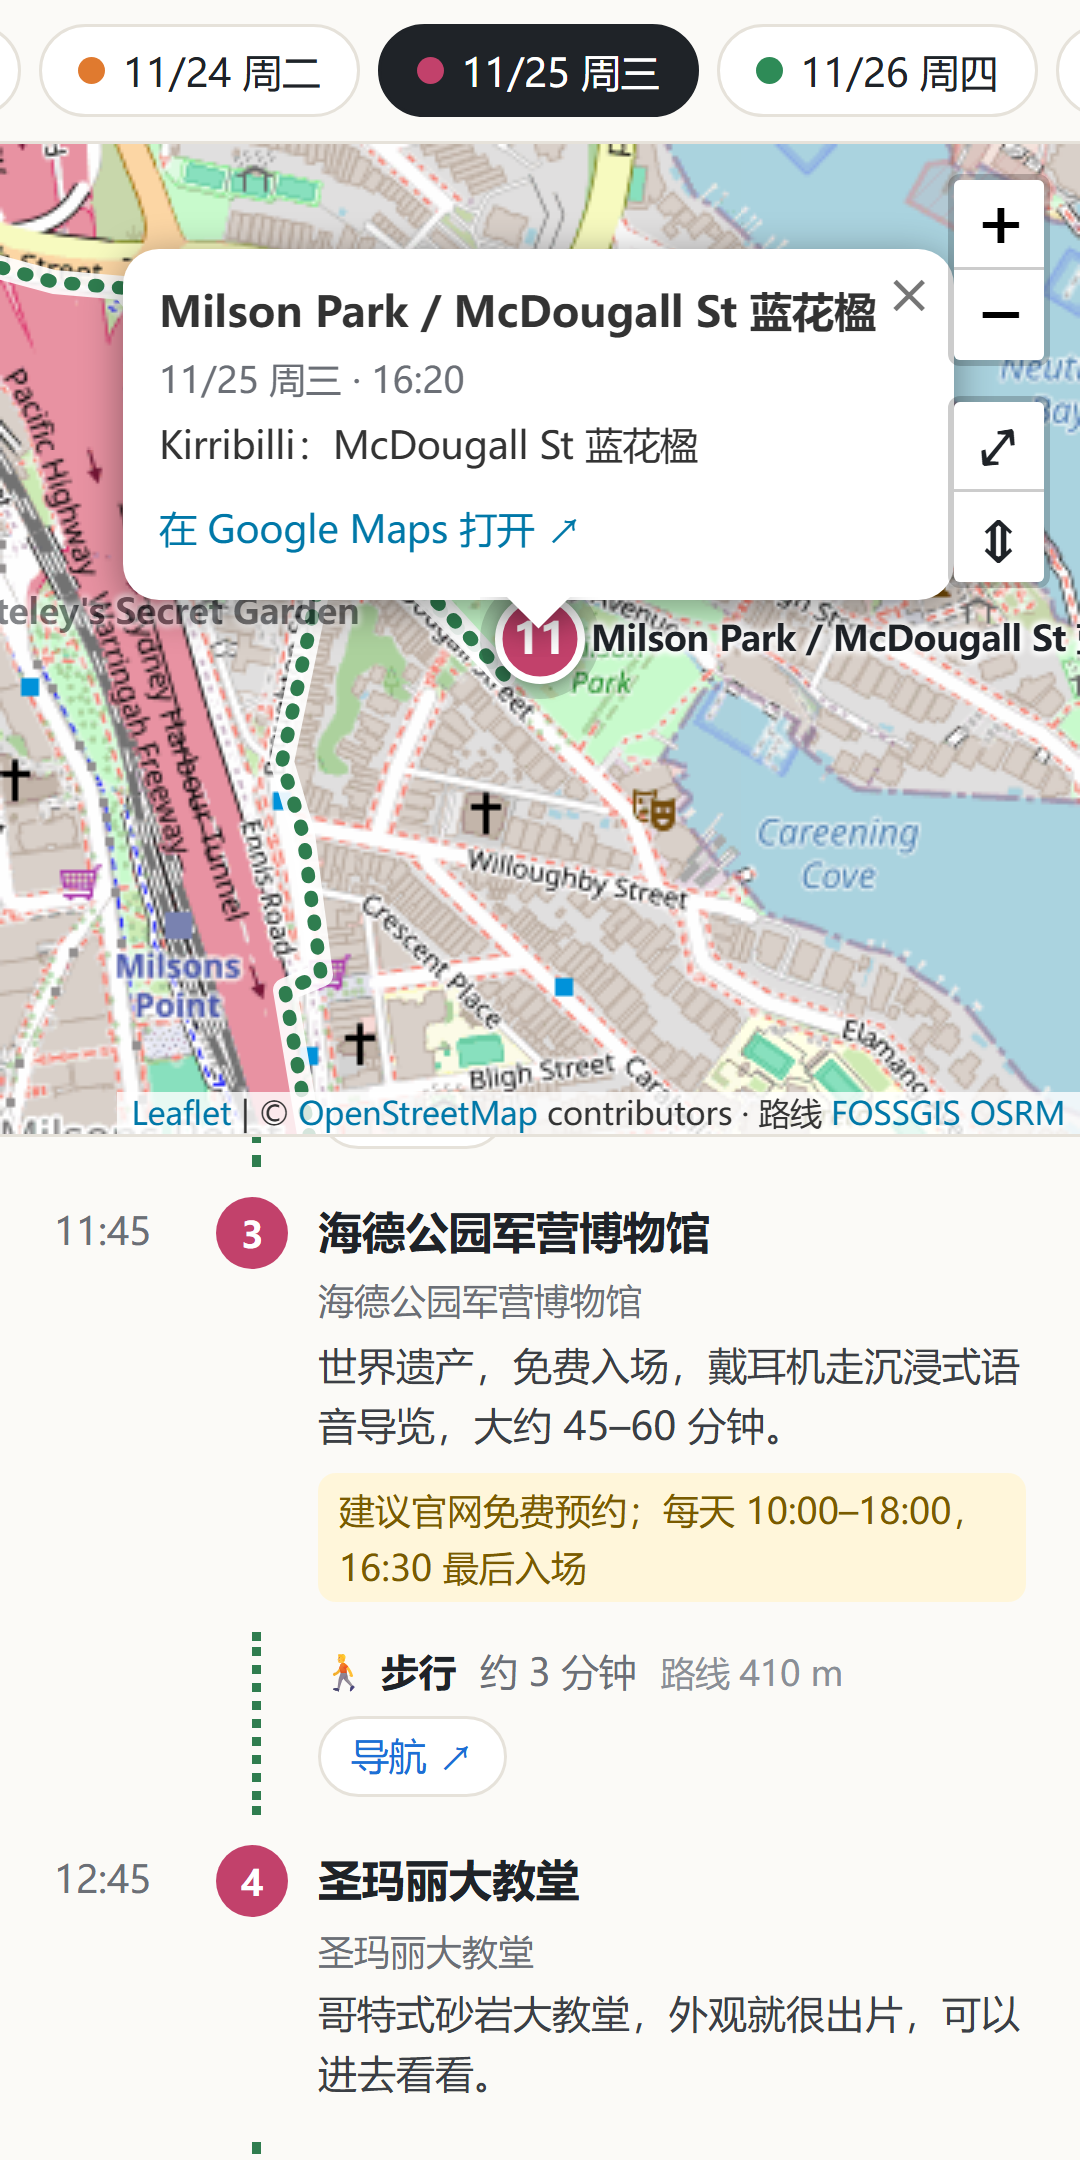 11/24 周二
11/25 周三
11/26 周四
Milson Park / McDougall St 蓝花楹
11/25 周三 · 16:20
Kirribilli：McDougall St 蓝花楹
在 Google Maps 打开 ↗
+
−
Pacific Highway
teley's Secret Garden
11
Milson Park / McDougall St
Park
Warringah Freeway
Sydney Harbour Tunnel
Ennis Road
Willoughby Street
Careening
Cove
Crescent Place
Milsons
Point
Bligh Street
Elamang
Leaflet | © OpenStreetMap contributors · 路线 FOSSGIS OSRM
11:45
3
海德公园军营博物馆
海德公园军营博物馆
世界遗产，免费入场，戴耳机走沉浸式语
音导览，大约 45–60 分钟。
建议官网免费预约；每天 10:00–18:00，
16:30 最后入场
步行 约 3 分钟 路线 410 m
导航 ↗
12:45
4
圣玛丽大教堂
圣玛丽大教堂
哥特式砂岩大教堂，外观就很出片，可以
进去看看。